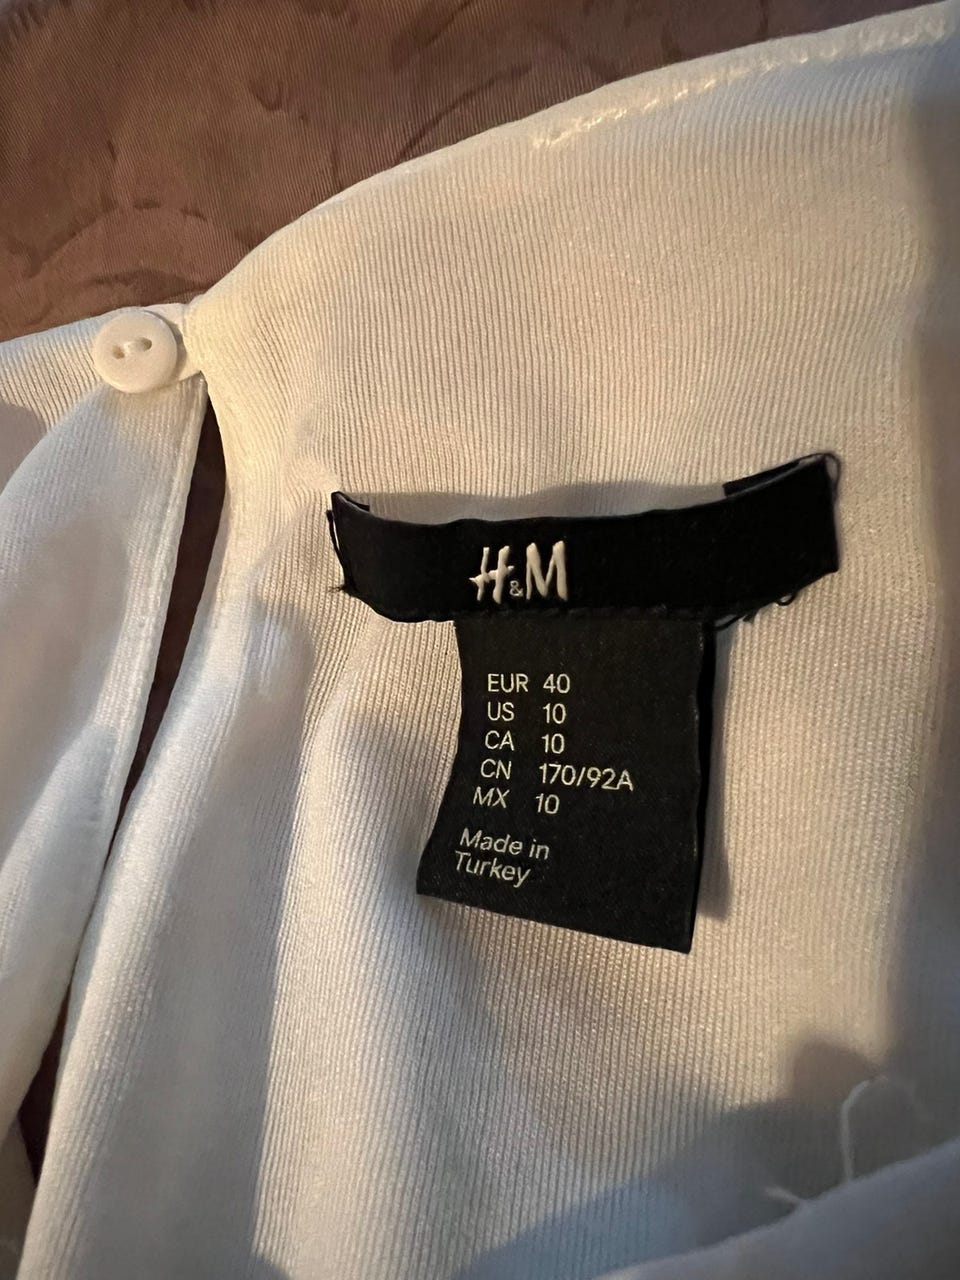 H&M
EUR 40
US 10
CA 10
CN 170/92A
MX 10
Made in
Turkey